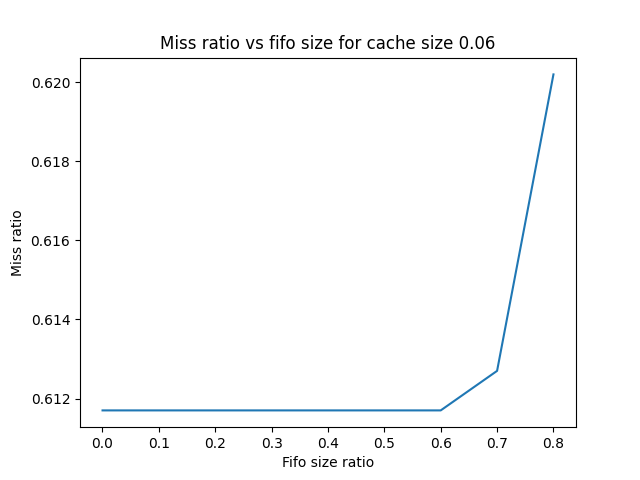 Miss ratio vs fifo size for cache size 0.06
0.620
0.618
0.616
0.614
0.612
Miss ratio
0.0 0.1 0.2 0.3 0.4 0.5 0.6 0.7 0.8
Fifo size ratio